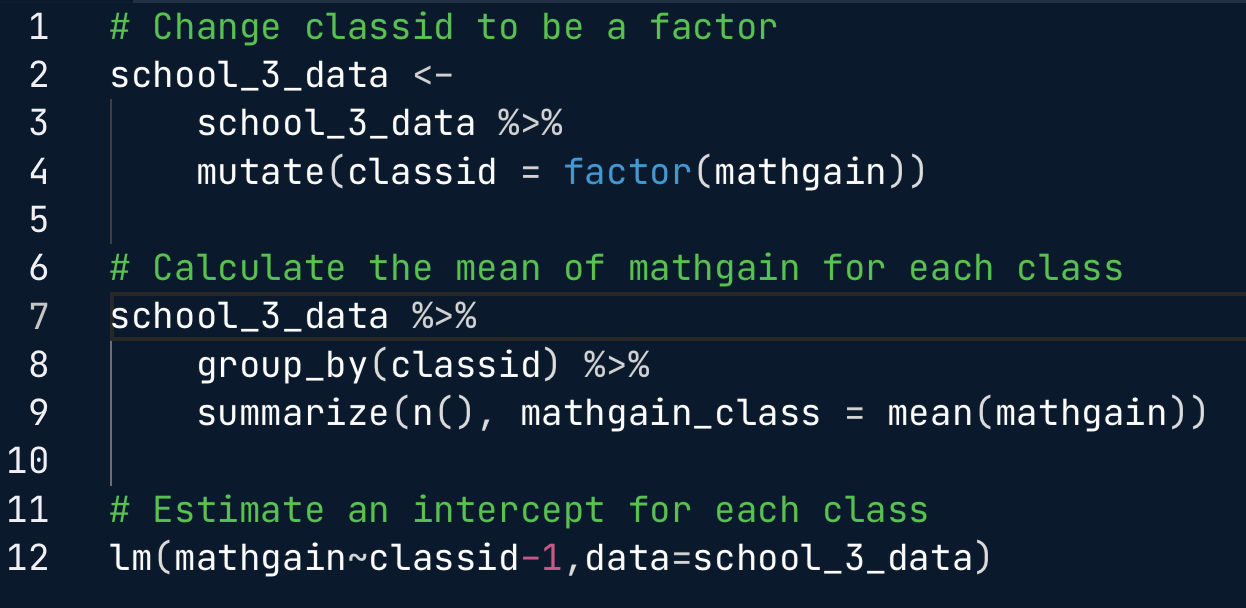 1 # Change classid to be a factor
2 school_3_data <-
3     school_3_data %>%
4     mutate(classid = factor(mathgain))
5
6 # Calculate the mean of mathgain for each class
7 school_3_data %>%
8     group_by(classid) %>%
9     summarize(n(), mathgain_class = mean(mathgain))
10
11 # Estimate an intercept for each class
12 lm(mathgain~classid-1,data=school_3_data)